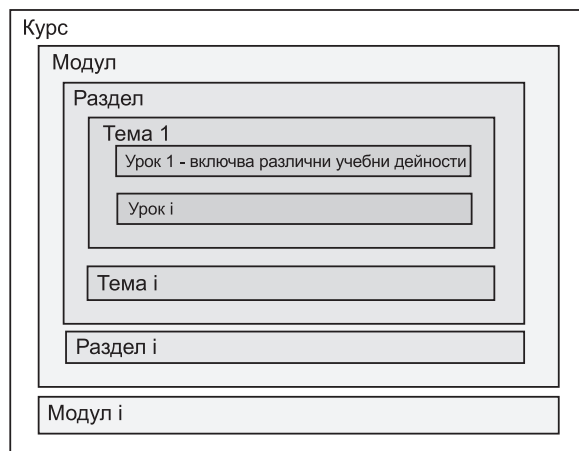 Курс
Модул
Раздел
Тема 1
Урок 1 - включва различни учебни дейности
Урок i
Тема i
Раздел i
Модул i